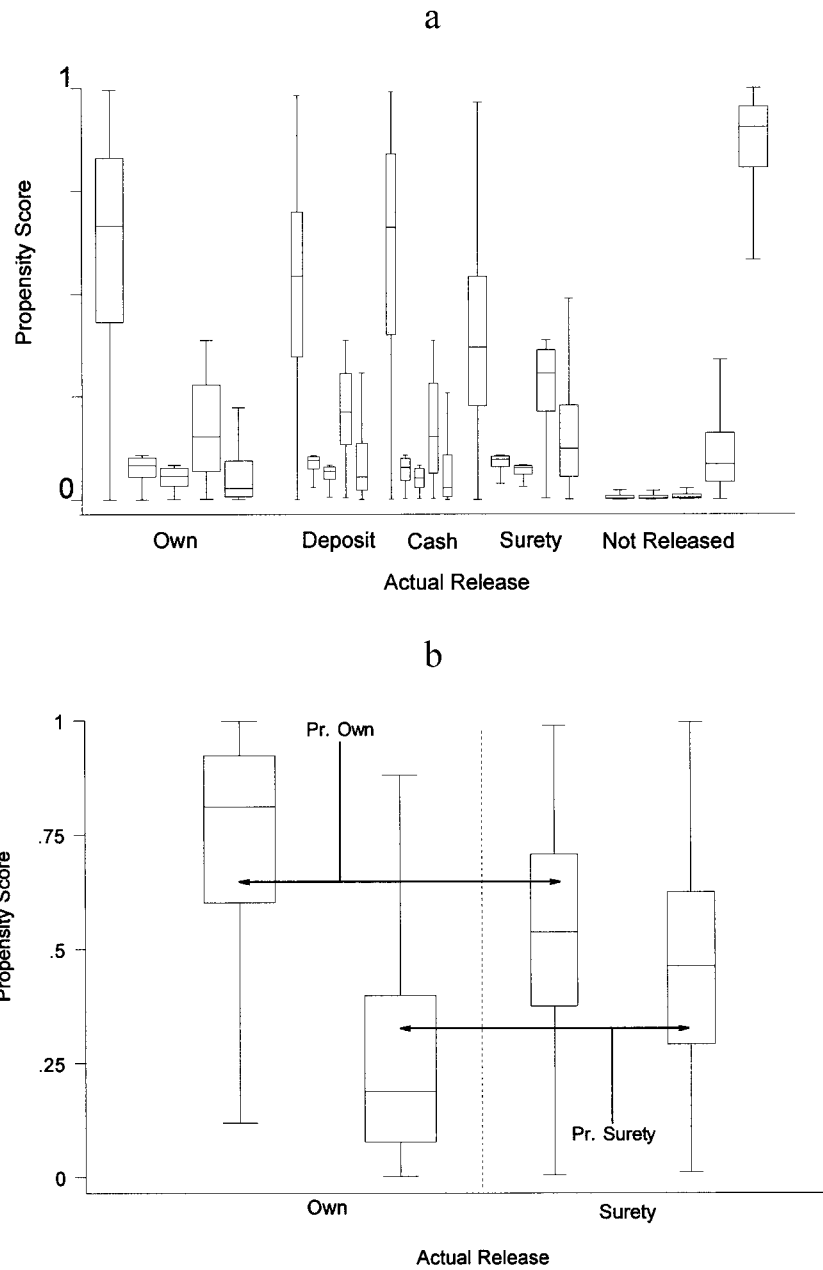 a
1
Propensity Score
0
Own Deposit Cash Surety Not Released
Actual Release
b
1
Pr. Own
.75
Propensity Score
.5
.25
Pr. Surety
0
Own Surety
Actual Release